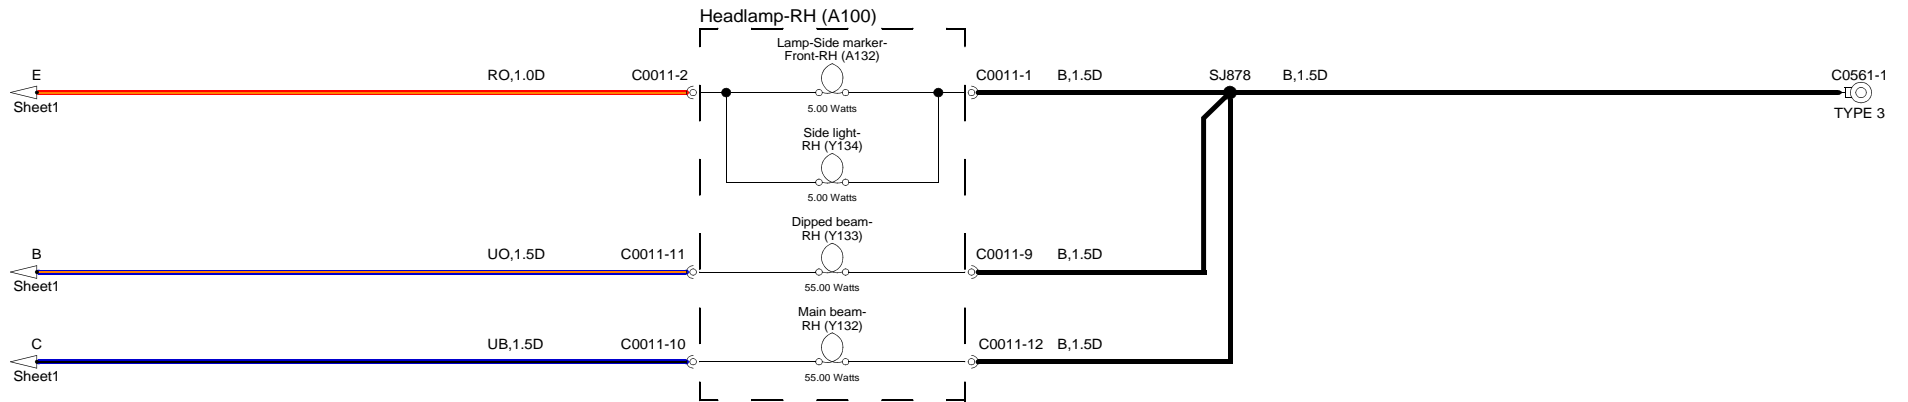 Headlamp-RH (A100)
Lamp-Side marker-
Front-RH (A132)
E
RO,1.0D
C0011-2
C0011-1
B,1.5D
SJ878
B,1.5D
C0561-1
Sheet1
5.00 Watts
TYPE 3
Side light-
RH (Y134)
5.00 Watts
Dipped beam-
RH (Y133)
B
UO,1.5D
C0011-11
C0011-9
B,1.5D
Sheet1
55.00 Watts
Main beam-
RH (Y132)
C
UB,1.5D
C0011-10
C0011-12
B,1.5D
Sheet1
55.00 Watts